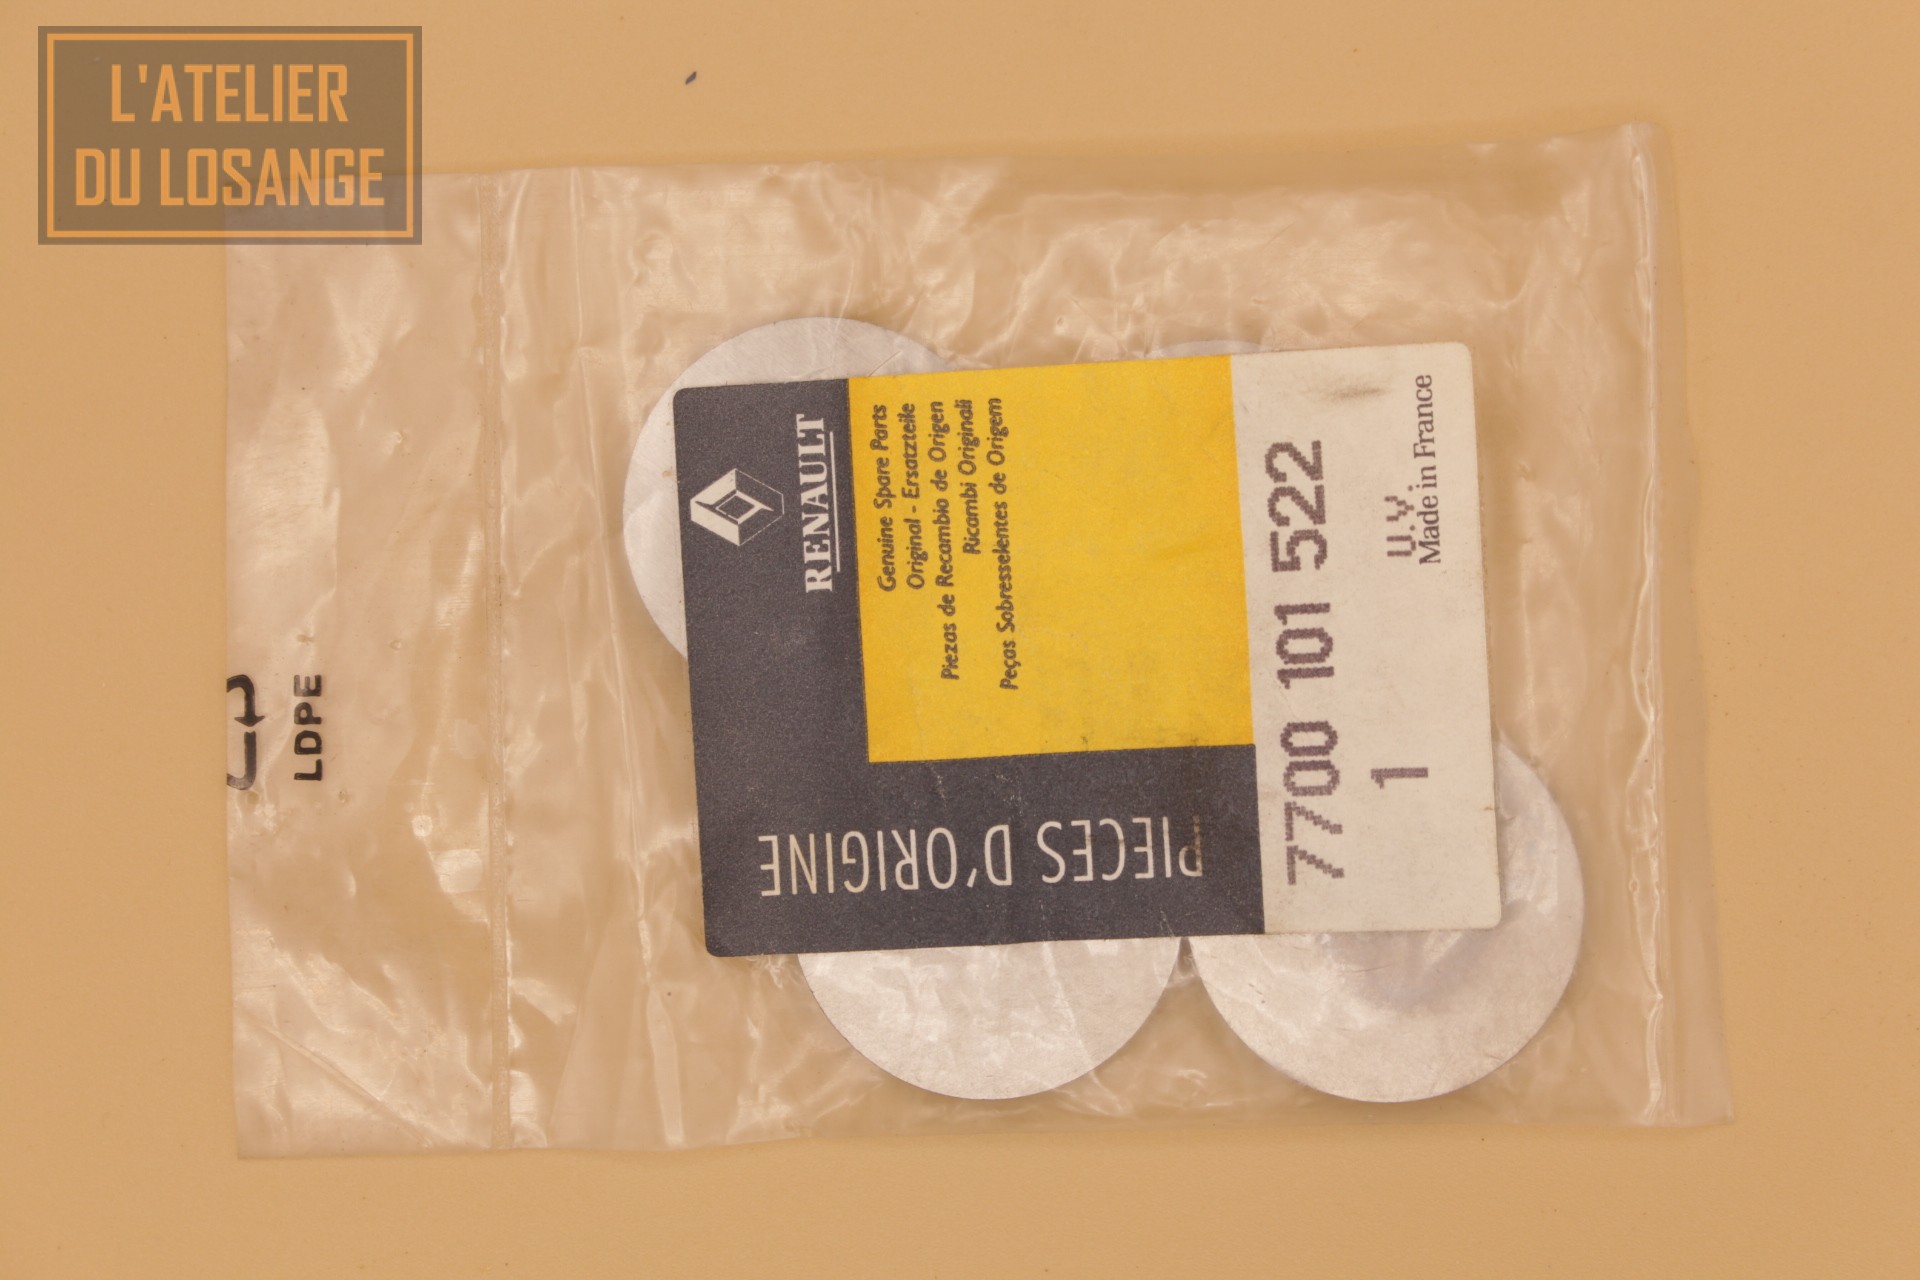 L'ATELIER
DU LOSANGE
RENAULT
Genuine Spare Parts
Original - Ersatzteile
Piezas de Recambio de Origen
Ricambi Originali
Peças Sobresselentes de Origem
PIECES D'ORIGINE
7700 101 522
1
U.V.
Made in France
LDPE